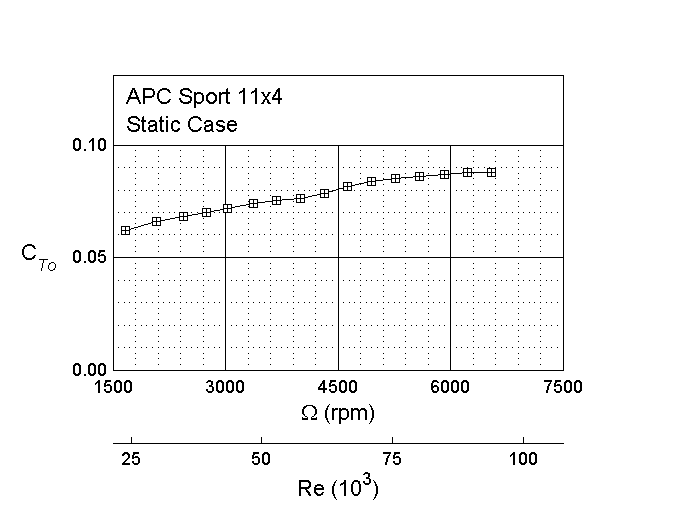 APC Sport 11x4
Static Case
0.10
C_To 0.05
0.00
1500 3000 4500 6000 7500
Ω (rpm)
25 50 75 100
Re (10³)